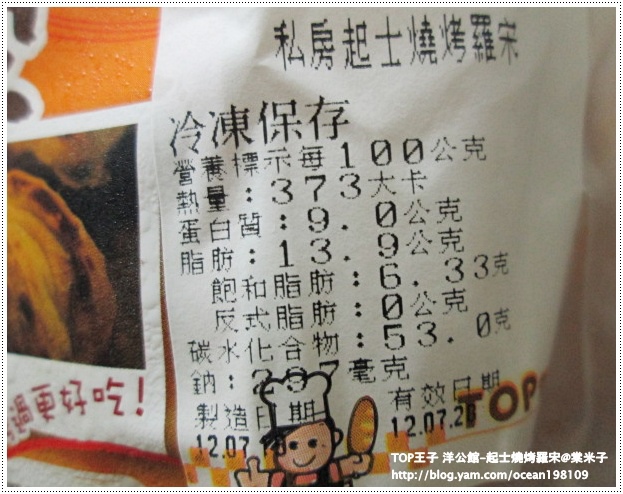 私房起士燒烤羅宋
冷凍保存
營養標示每100公克
熱量:373大卡
蛋白質:9.0公克
脂肪:13.9公克
飽和脂肪:6.33克
反式脂肪:0公克
碳水化合物:53.0克
鈉:297毫克
製造日期
有效日期
12.07
12.07.28
更好吃!
TOP
TOP王子 洋公館-起士燒烤羅宋@棠米子
http://blog.yam.com/ocean198109